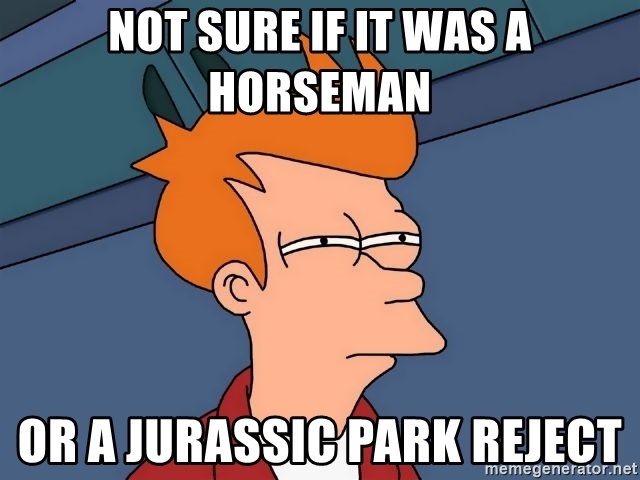 NOT SURE IF IT WAS A
HORSEMAN
OR A JURASSIC PARK REJECT
memegenerator.net